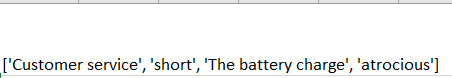 ['Customer service', 'short', 'The battery charge', 'atrocious']